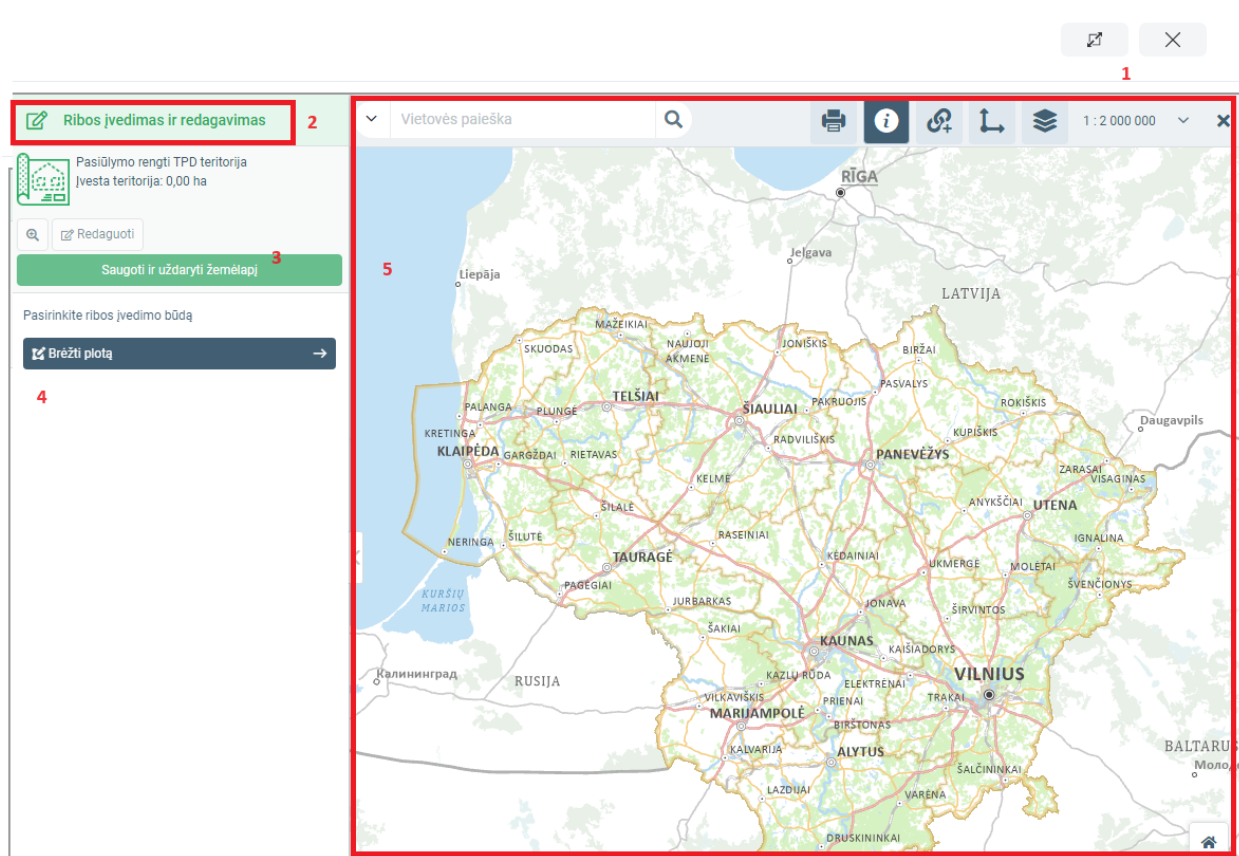 1
Ribos įvedimas ir redagavimas
2
Pasiūlymo rengti TPD teritorija
Įvesta teritorija: 0,00 ha
Redaguoti
3
Saugoti ir uždaryti žemėlapį
Pasirinkite ribos įvedimo būdą
Brėžti plotą
4
Vietovės paieška
1 : 2 000 000
5
RĪGA
Jelgava
Liepāja
LATVIJA
MAŽEIKIAI
SKUODAS
NAUJOJI
AKMENĖ
JONIŠKIS
BIRŽAI
PASVALYS
TELŠIAI
PALANGA
PLUNGĖ
ŠIAULIAI
PAKRUOJIS
ROKIŠKIS
Daugavpils
KRETINGA
RADVILIŠKIS
KUPIŠKIS
KLAIPĖDA
GARGŽDAI
RIETAVAS
PANEVĖŽYS
ZARASAI
VISAGINAS
KELMĖ
ANYKŠČIAI
UTENA
ŠILALĖ
NERINGA
ŠILUTĖ
RASEINIAI
IGNALINA
TAURAGĖ
KĖDAINIAI
UKMERGĖ
MOLĖTAI
ŠVENČIONYS
PAGĖGIAI
KURŠIŲ
MARIOS
JURBARKAS
JONAVA
ŠIRVINTOS
ŠAKIAI
KAUNAS
KAIŠIADORYS
Калининград
RUSIJA
KAZLŲ RŪDA
ELEKTRĖNAI
VILNIUS
VILKAVIŠKIS
PRIENAI
TRAKAI
MARIJAMPOLĖ
BIRŠTONAS
KALVARIJA
ALYTUS
BALTARU
ŠALČININKAI
Моло
LAZDIJAI
VARĖNA
DRUSKININKAI